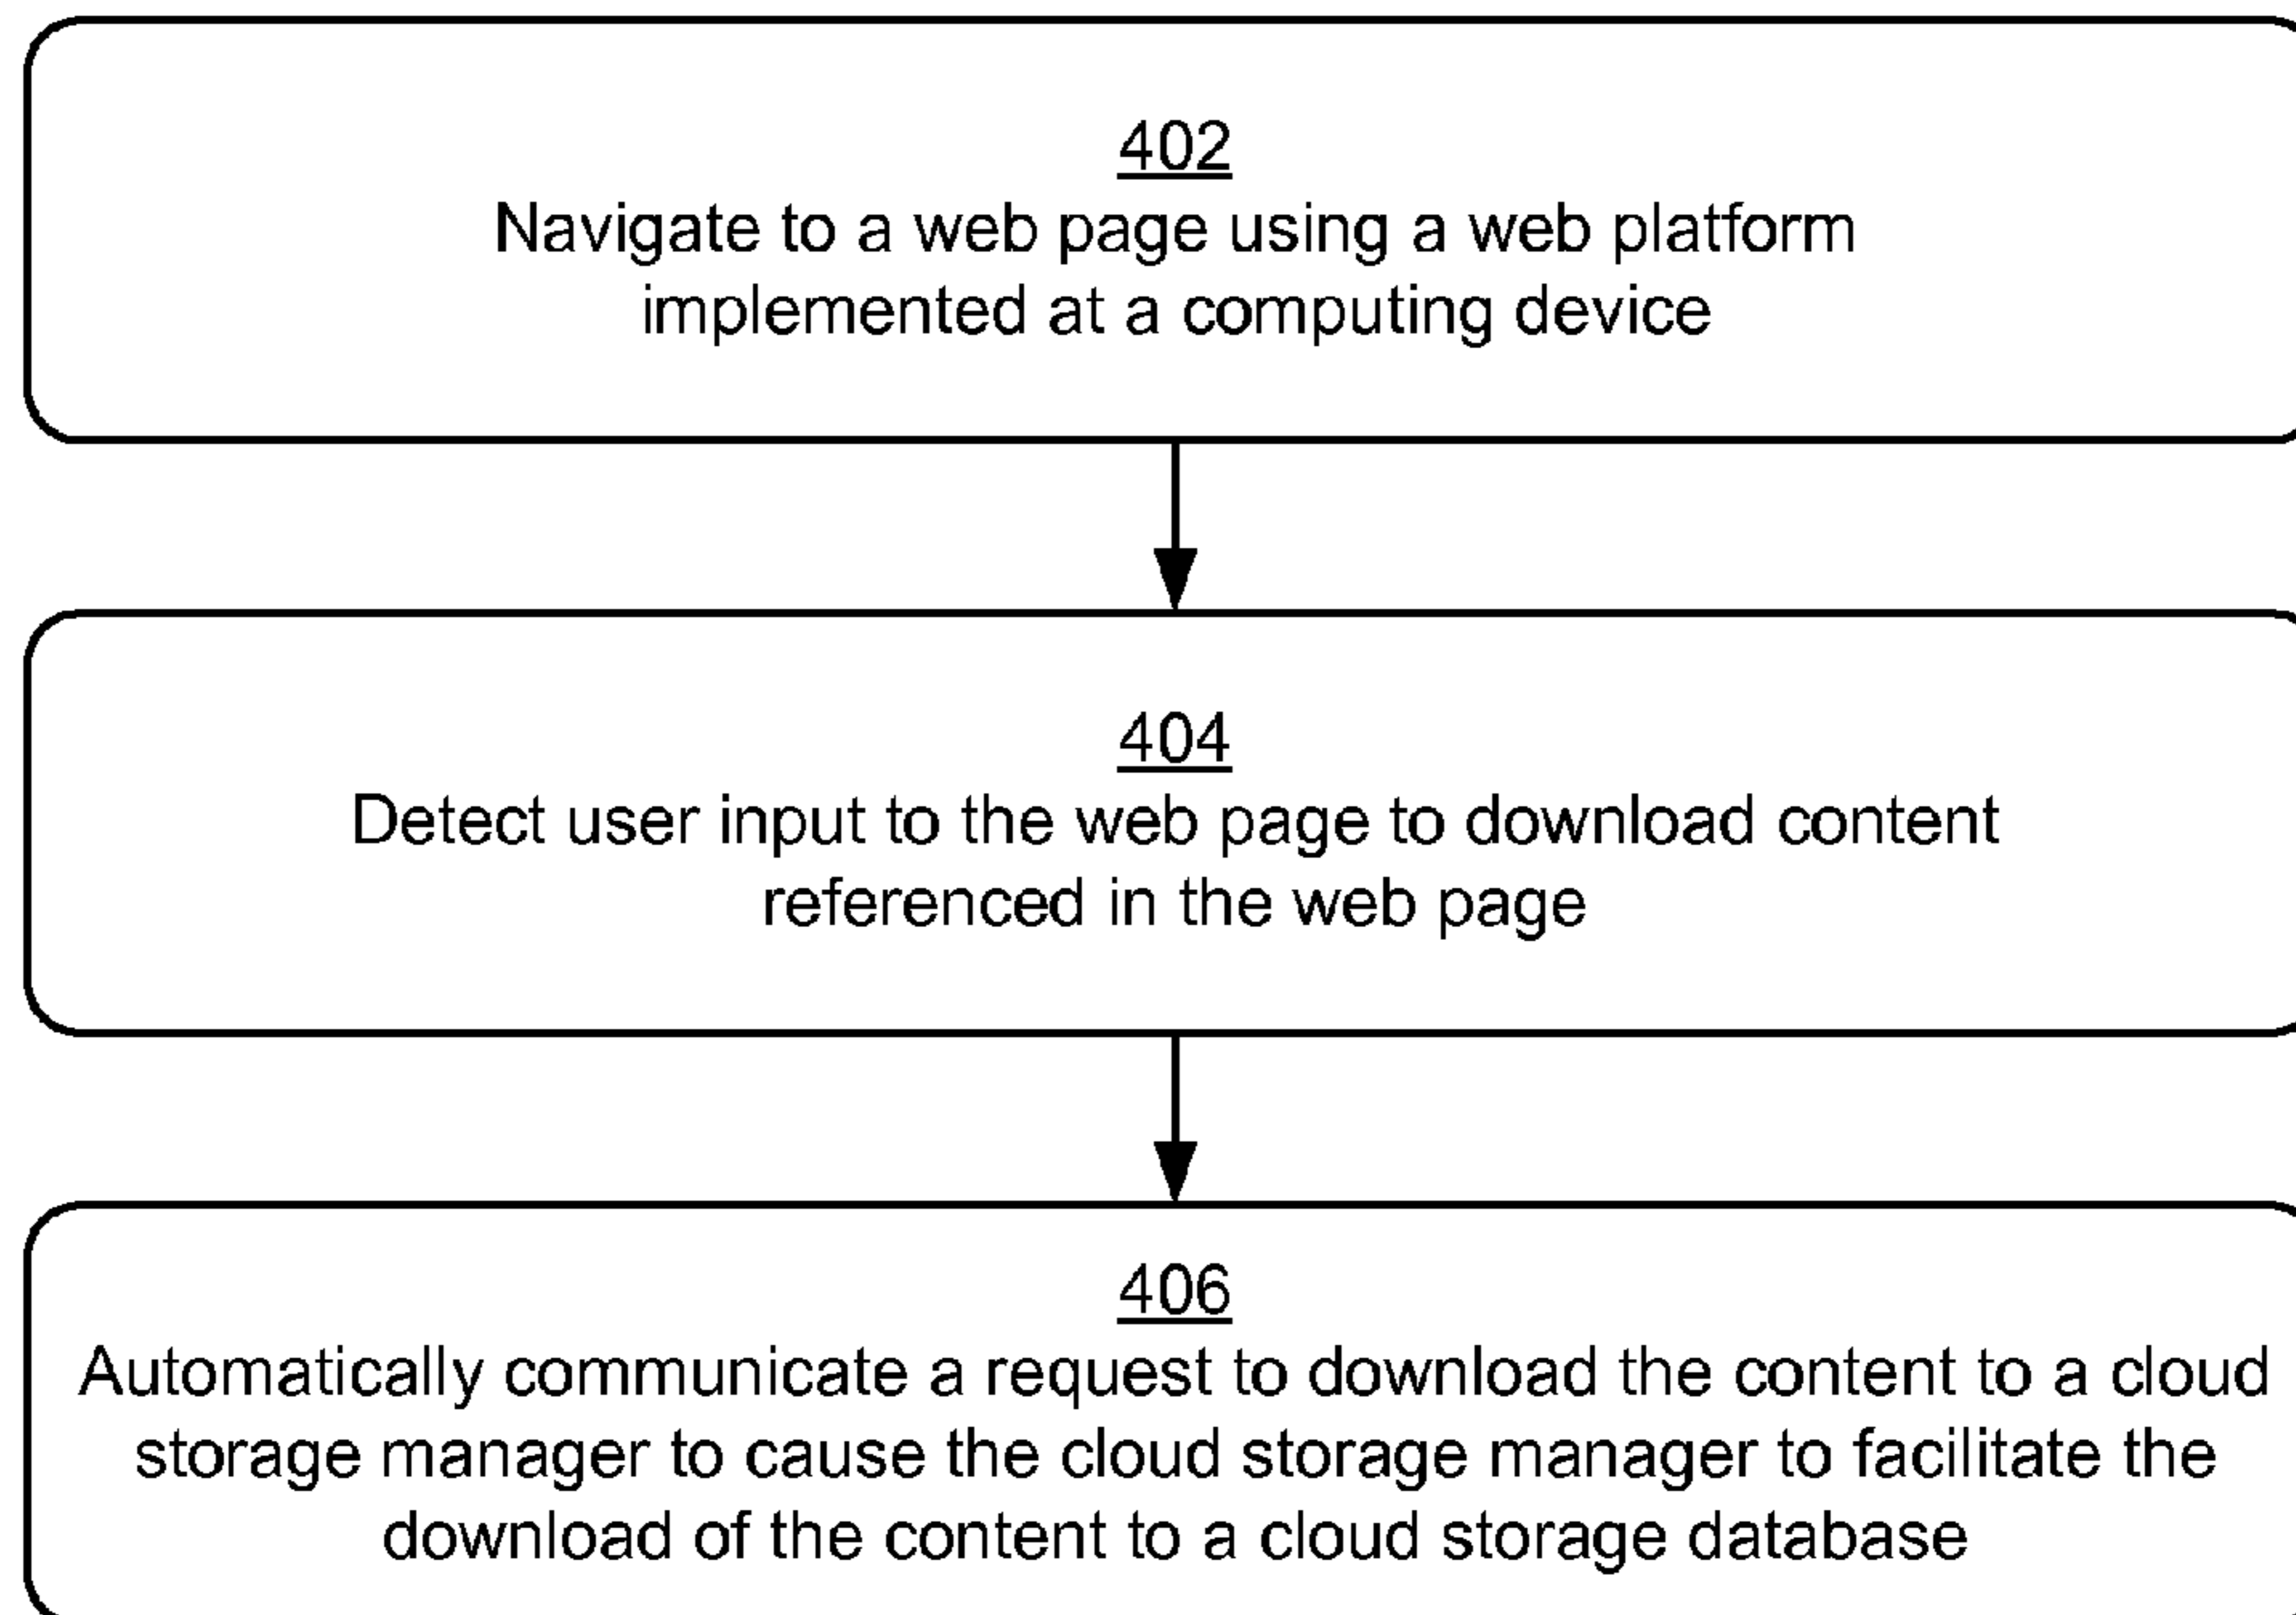 402
Navigate to a web page using a web platform
implemented at a computing device
404
Detect user input to the web page to download content
referenced in the web page
406
Automatically communicate a request to download the content to a cloud
storage manager to cause the cloud storage manager to facilitate the
download of the content to a cloud storage database